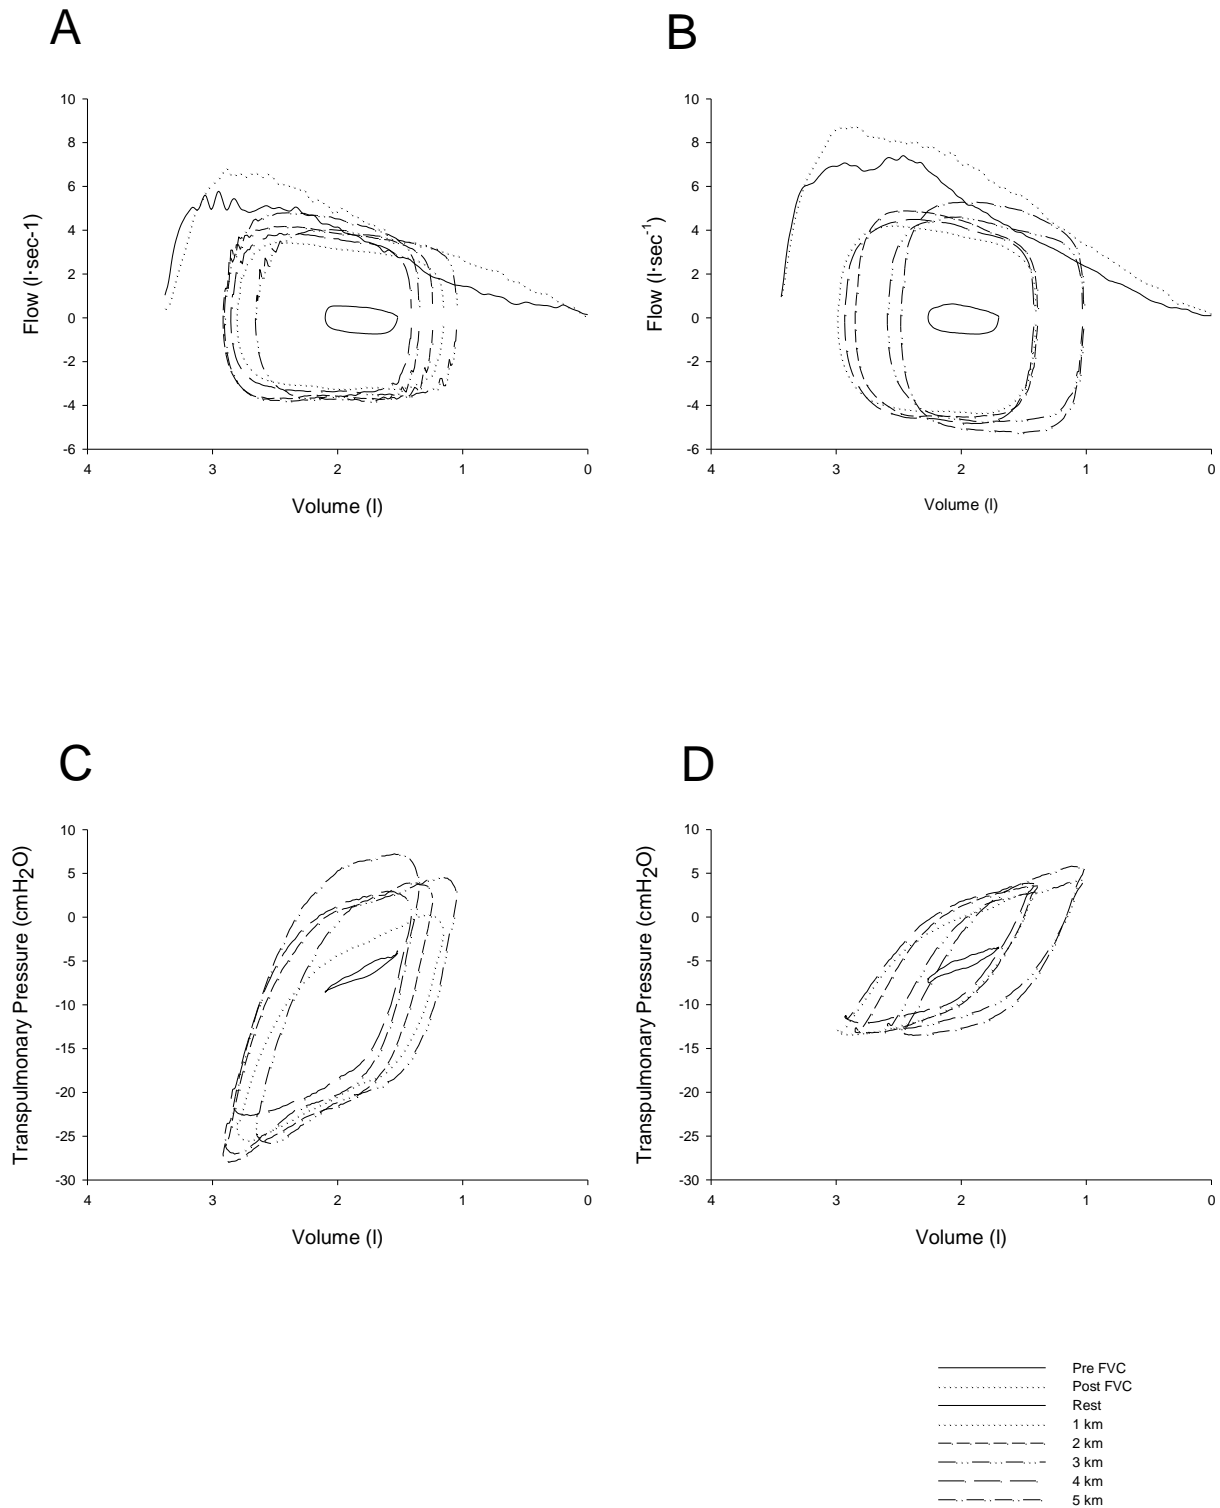 A
B
10
8
6
4
2
0
-2
-4
-6
Flow (l·sec-1)
4 3 2 1 0
Volume (l)
10
8
6
4
2
0
-2
-4
-6
Flow (l·sec⁻¹)
4 3 2 1 0
Volume (l)
C
D
10
5
0
-5
-10
-15
-20
-25
-30
Transpulmonary Pressure (cmH₂O)
4 3 2 1 0
Volume (l)
10
5
0
-5
-10
-15
-20
-25
-30
Transpulmonary Pressure (cmH₂O)
4 3 2 1 0
Volume (l)
Pre FVC
Post FVC
Rest
1 km
2 km
3 km
4 km
5 km